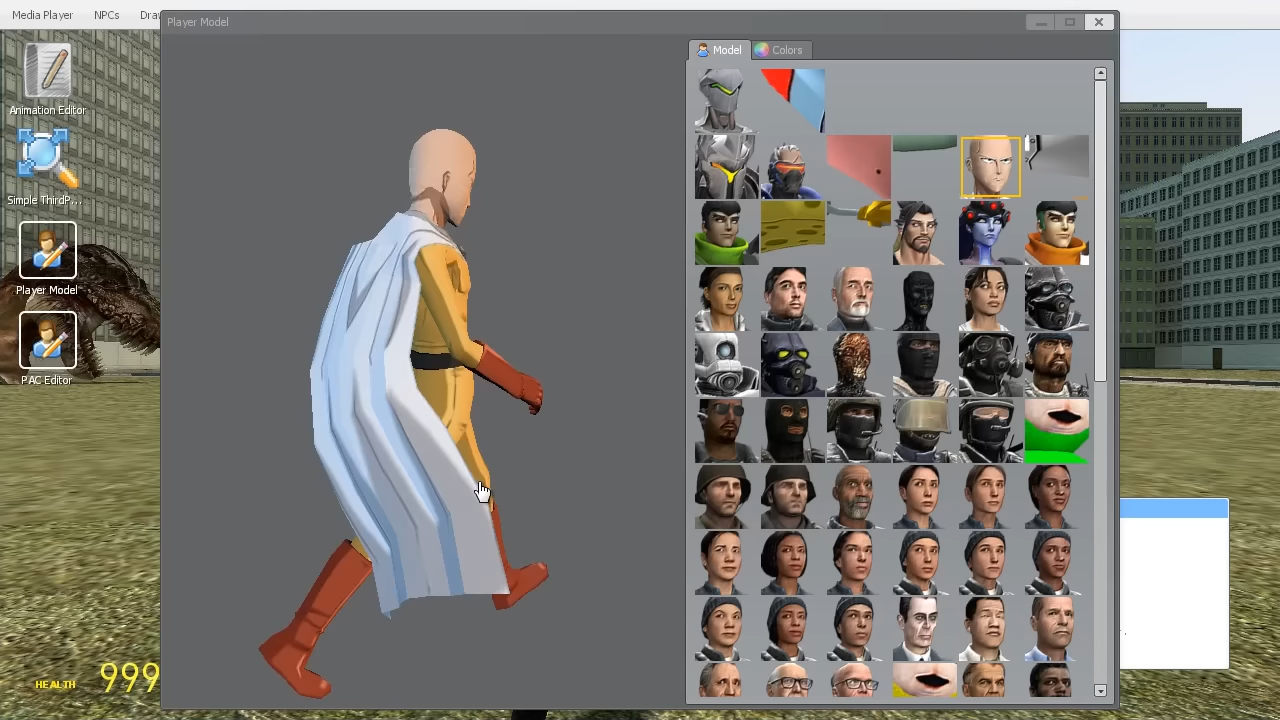 Media Player
NPCs
Player Model
Model
Colors
Animation Editor
Simple ThirdP...
Player Model
PAC Editor
HEALTH
999